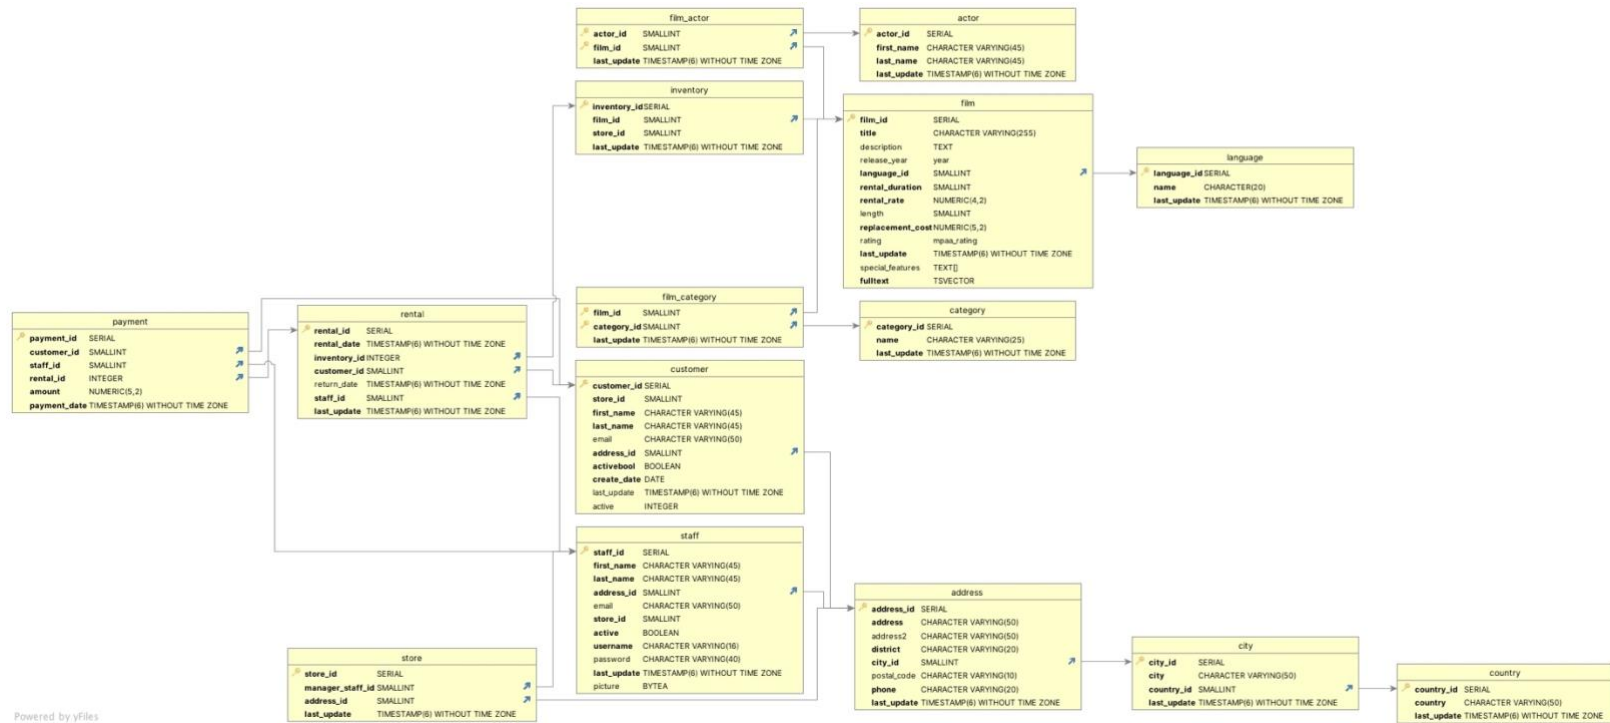 film_actor
actor_id SMALLINT
film_id SMALLINT
last_update TIMESTAMP(6) WITHOUT TIME ZONE
actor
actor_id SERIAL
first_name CHARACTER VARYING(45)
last_name CHARACTER VARYING(45)
last_update TIMESTAMP(6) WITHOUT TIME ZONE
inventory
inventory_id SERIAL
film_id SMALLINT
store_id SMALLINT
last_update TIMESTAMP(6) WITHOUT TIME ZONE
film
film_id SERIAL
title CHARACTER VARYING(255)
description TEXT
release_year year
language_id SMALLINT
rental_duration SMALLINT
rental_rate NUMERIC(4,2)
length SMALLINT
replacement_cost NUMERIC(5,2)
rating mpaa_rating
last_update TIMESTAMP(6) WITHOUT TIME ZONE
special_features TEXT[]
fulltext TSVECTOR
language
language_id SERIAL
name CHARACTER(20)
last_update TIMESTAMP(6) WITHOUT TIME ZONE
film_category
film_id SMALLINT
category_id SMALLINT
last_update TIMESTAMP(6) WITHOUT TIME ZONE
category
category_id SERIAL
name CHARACTER VARYING(25)
last_update TIMESTAMP(6) WITHOUT TIME ZONE
payment
payment_id SERIAL
customer_id SMALLINT
staff_id SMALLINT
rental_id INTEGER
amount NUMERIC(5,2)
payment_date TIMESTAMP(6) WITHOUT TIME ZONE
rental
rental_id SERIAL
rental_date TIMESTAMP(6) WITHOUT TIME ZONE
inventory_id INTEGER
customer_id SMALLINT
return_date TIMESTAMP(6) WITHOUT TIME ZONE
staff_id SMALLINT
last_update TIMESTAMP(6) WITHOUT TIME ZONE
customer
customer_id SERIAL
store_id SMALLINT
first_name CHARACTER VARYING(45)
last_name CHARACTER VARYING(45)
email CHARACTER VARYING(50)
address_id SMALLINT
activebool BOOLEAN
create_date DATE
last_update TIMESTAMP(6) WITHOUT TIME ZONE
active INTEGER
staff
staff_id SERIAL
first_name CHARACTER VARYING(45)
last_name CHARACTER VARYING(45)
address_id SMALLINT
email CHARACTER VARYING(50)
store_id SMALLINT
active BOOLEAN
username CHARACTER VARYING(16)
password CHARACTER VARYING(40)
last_update TIMESTAMP(6) WITHOUT TIME ZONE
picture BYTEA
store
store_id SERIAL
manager_staff_id SMALLINT
address_id SMALLINT
last_update TIMESTAMP(6) WITHOUT TIME ZONE
address
address_id SERIAL
address CHARACTER VARYING(50)
address2 CHARACTER VARYING(50)
district CHARACTER VARYING(20)
city_id SMALLINT
postal_code CHARACTER VARYING(10)
phone CHARACTER VARYING(20)
last_update TIMESTAMP(6) WITHOUT TIME ZONE
city
city_id SERIAL
city CHARACTER VARYING(50)
country_id SMALLINT
last_update TIMESTAMP(6) WITHOUT TIME ZONE
country
country_id SERIAL
country CHARACTER VARYING(50)
last_update TIMESTAMP(6) WITHOUT TIME ZONE
Powered by yFiles